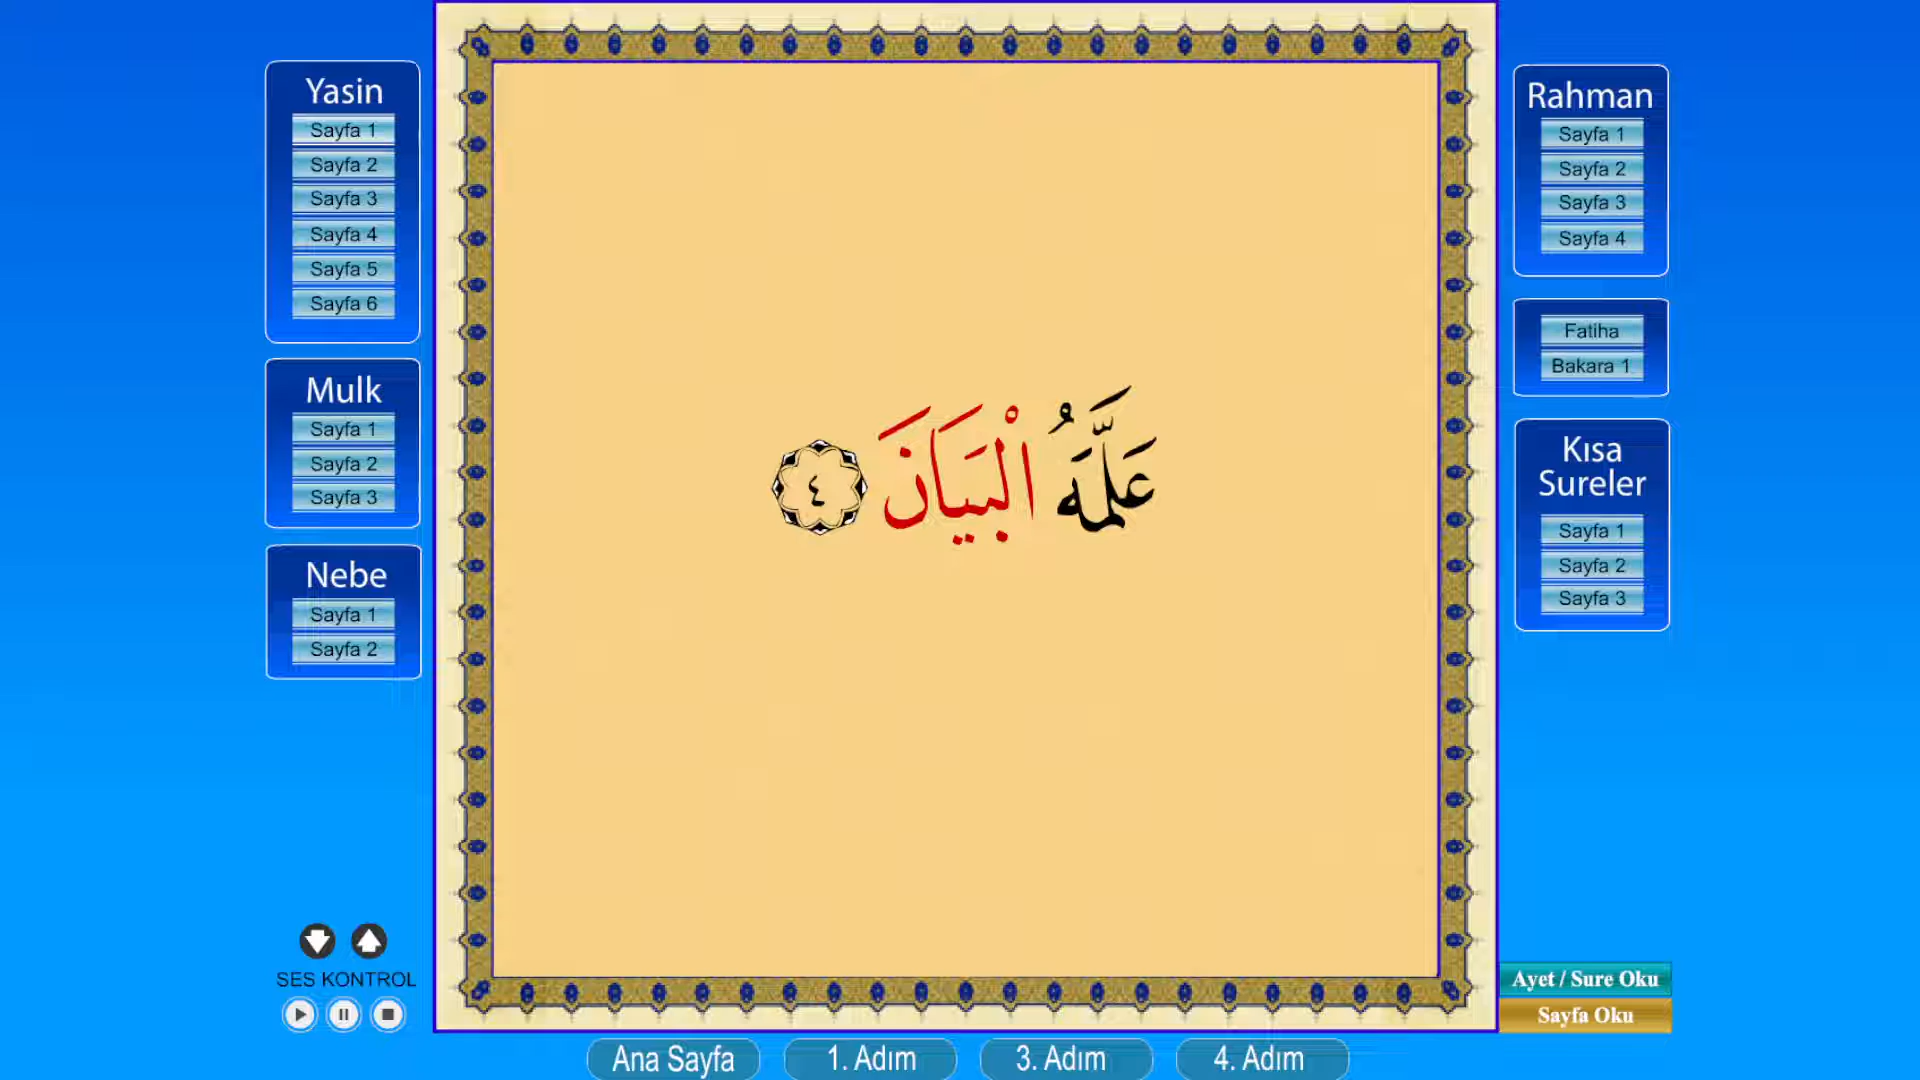 Yasin
Sayfa 1
Sayfa 2
Sayfa 3
Sayfa 4
Sayfa 5
Sayfa 6
Mulk
Sayfa 1
Sayfa 2
Sayfa 3
Nebe
Sayfa 1
Sayfa 2
SES KONTROL
عَلَّمَهُ الْبَيَانَ ٤
Rahman
Sayfa 1
Sayfa 2
Sayfa 3
Sayfa 4
Fatiha
Bakara 1
Kısa
Sureler
Sayfa 1
Sayfa 2
Sayfa 3
Ayet / Sure Oku
Sayfa Oku
Ana Sayfa 1. Adım 3. Adım 4. Adım